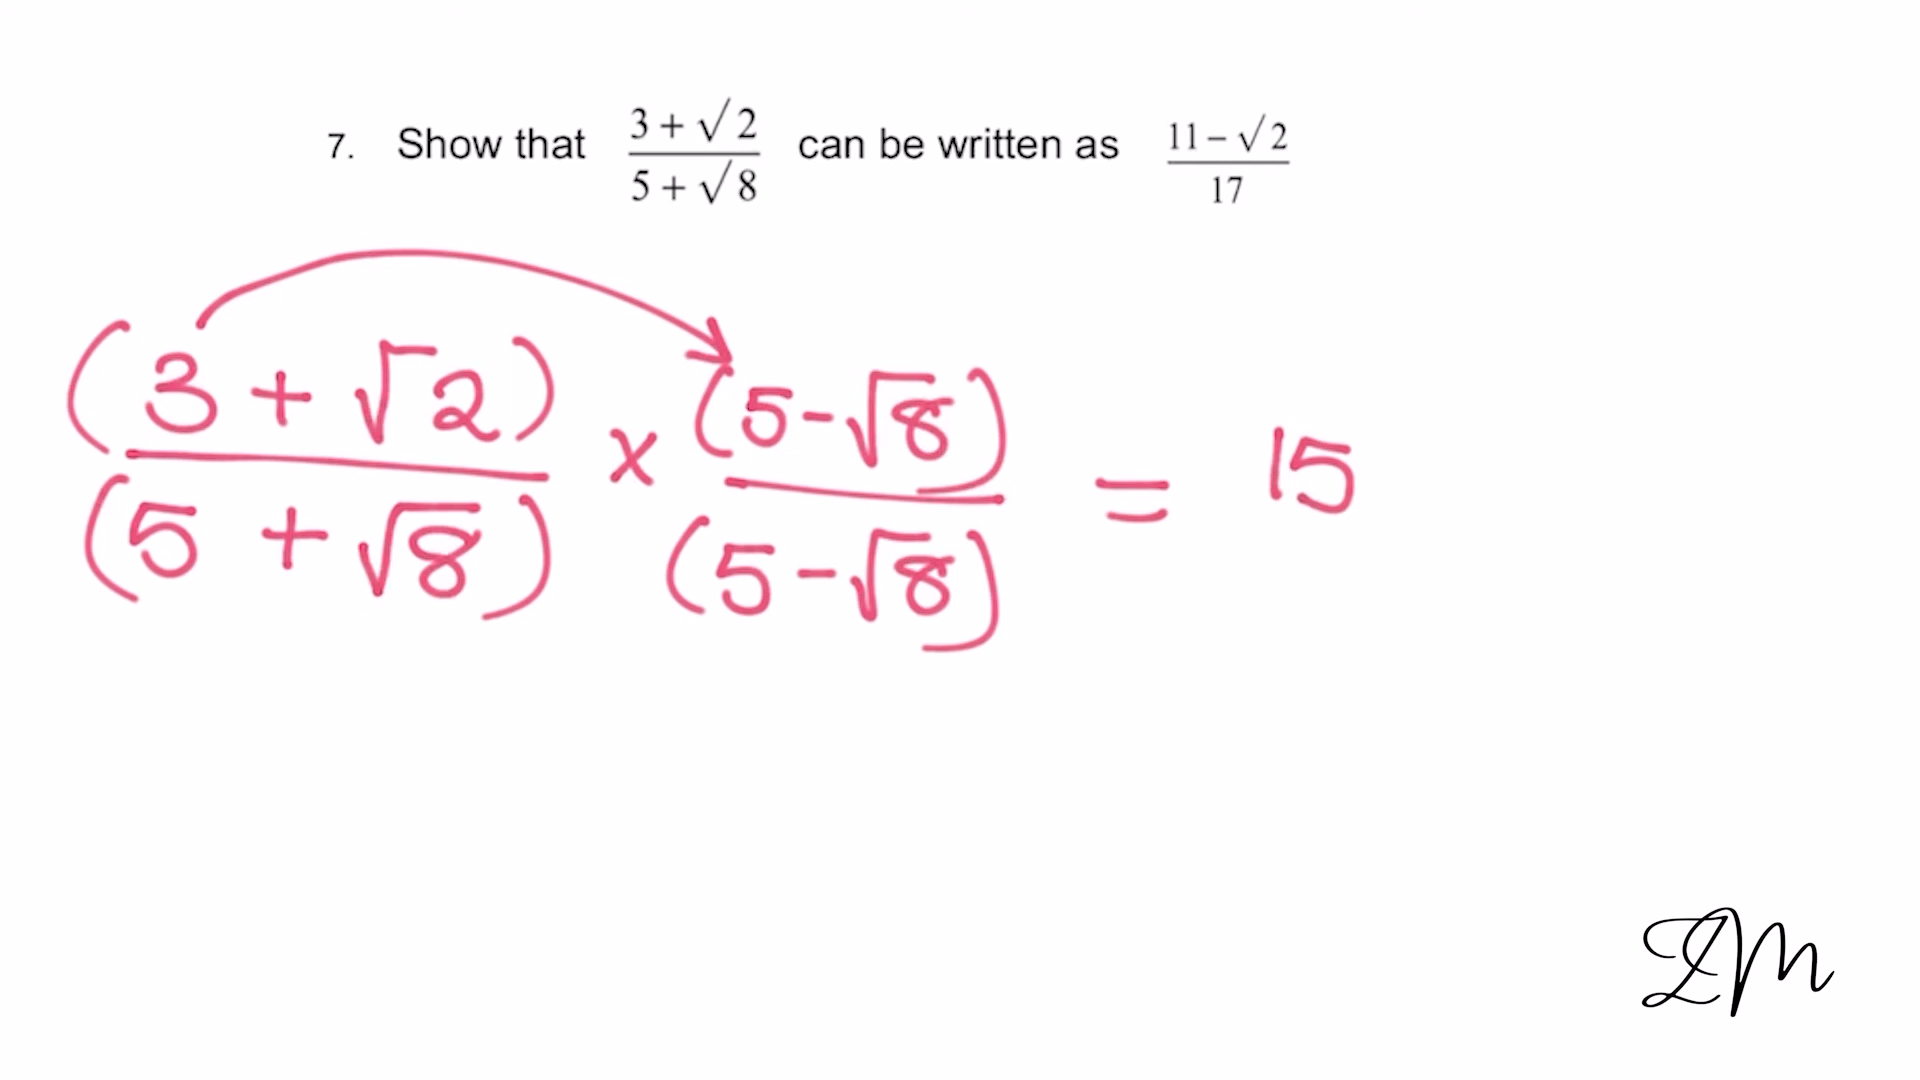 7. Show that (3 + √2)/(5 + √8) can be written as (11 − √2)/17
(3 + √2)/(5 + √8) × (5 − √8)/(5 − √8) = 15
LM